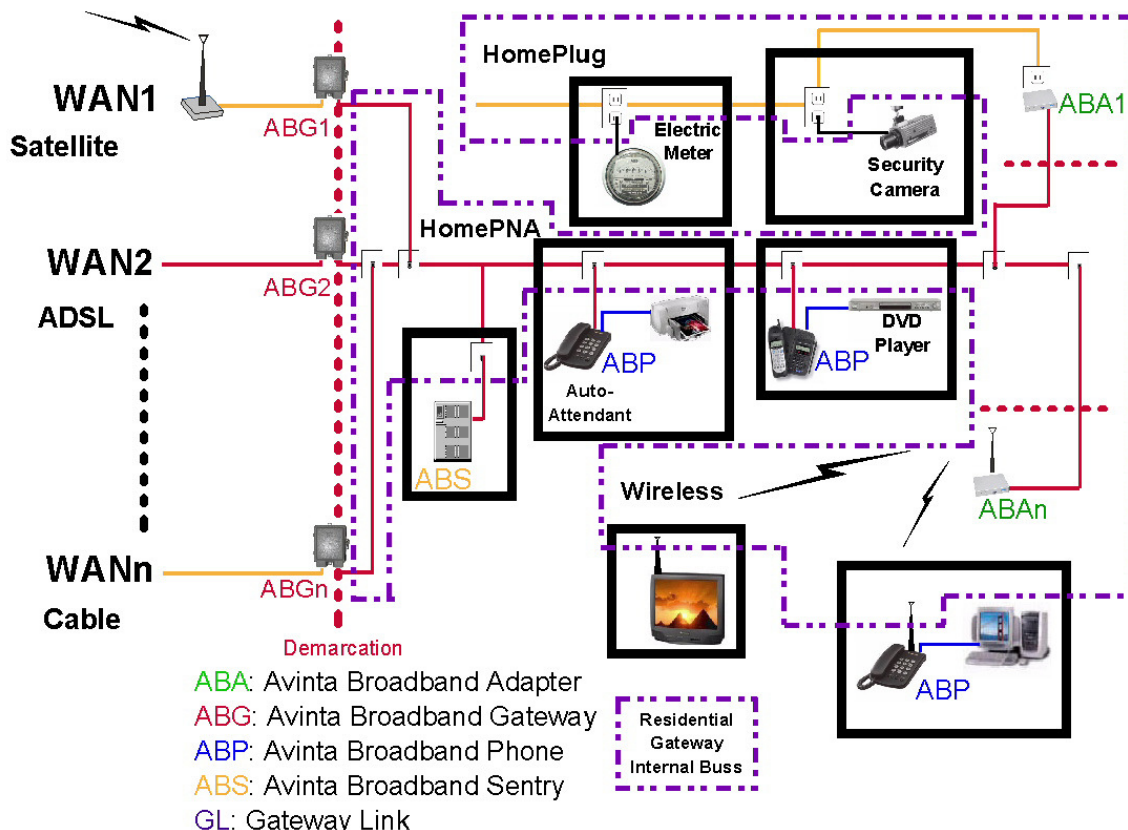 HomePlug
WAN1
Satellite
ABG1
Electric
Meter
Security
Camera
ABA1
HomePNA
WAN2
ADSL
ABG2
ABP
Auto-
Attendant
ABP
DVD
Player
ABS
Wireless
ABAn
WANn
Cable
ABGn
ABP
Demarcation
ABA: Avinta Broadband Adapter
ABG: Avinta Broadband Gateway
ABP: Avinta Broadband Phone
ABS: Avinta Broadband Sentry
GL: Gateway Link
Residential
Gateway
Internal Buss